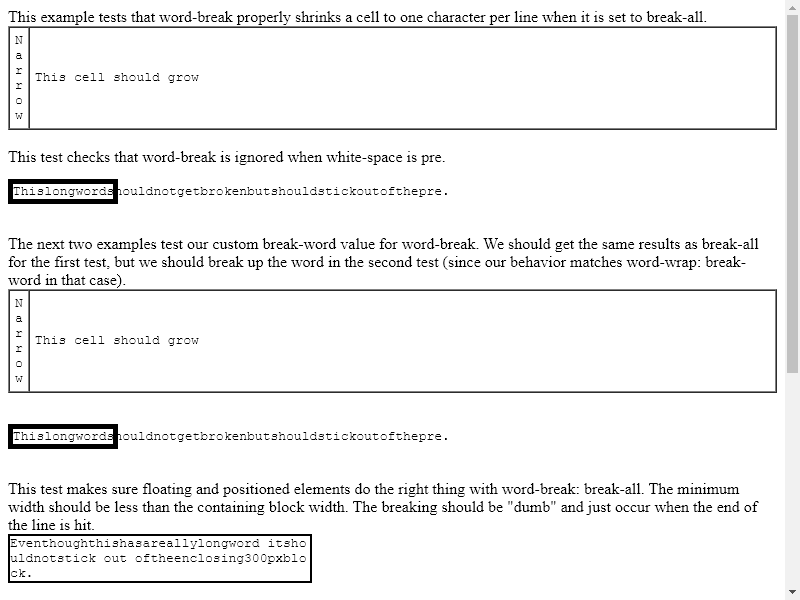 This example tests that word-break properly shrinks a cell to one character per line when it is set to break-all.
N
a
r
r
o
w
This cell should grow
This test checks that word-break is ignored when white-space is pre.
Thislongwordshouldnotgetbrokenbutshouldstickoutofthepre.
The next two examples test our custom break-word value for word-break. We should get the same results as break-all
for the first test, but we should break up the word in the second test (since our behavior matches word-wrap: break-
word in that case).
N
a
r
r
o
w
This cell should grow
Thislongwordshouldnotgetbrokenbutshouldstickoutofthepre.
This test makes sure floating and positioned elements do the right thing with word-break: break-all. The minimum
width should be less than the containing block width. The breaking should be "dumb" and just occur when the end of
the line is hit.
Eventhoughthishasareallylongword itsho
uldnotstick out oftheenclosing300pxblo
ck.